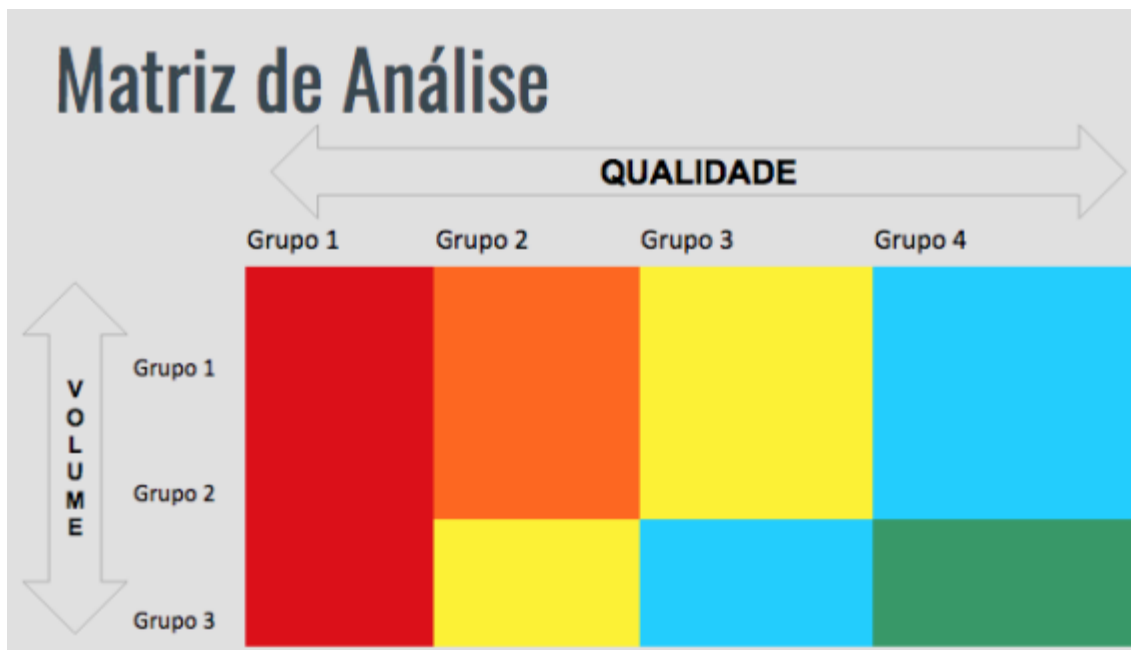 Matriz de Análise
QUALIDADE
Grupo 1 Grupo 2 Grupo 3 Grupo 4
VOLUME
Grupo 1
Grupo 2
Grupo 3